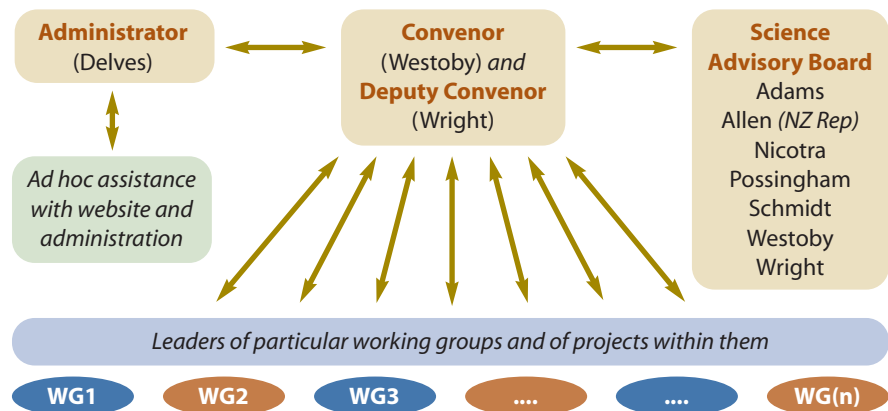 Administrator
(Delves)
Convenor
(Westoby) and
Deputy Convenor
(Wright)
Science
Advisory Board
Adams
Allen (NZ Rep)
Nicotra
Possingham
Schmidt
Westoby
Wright
Ad hoc assistance
with website and
administration
Leaders of particular working groups and of projects within them
WG1
WG2
WG3
....
....
WG(n)